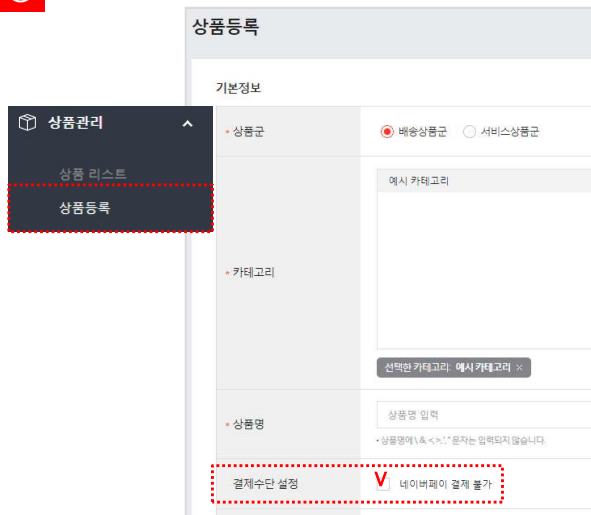 상품등록
기본정보
상품관리
상품 리스트
상품등록
* 상품군
배송상품군 서비스상품군
예시 카테고리
* 카테고리
선택한 카테고리: 예시 카테고리 ×
* 상품명
상품명 입력
• 상품명에 \ & < > ; ' " 문자는 입력되지 않습니다.
결제수단 설정
V 네이버페이 결제 불가